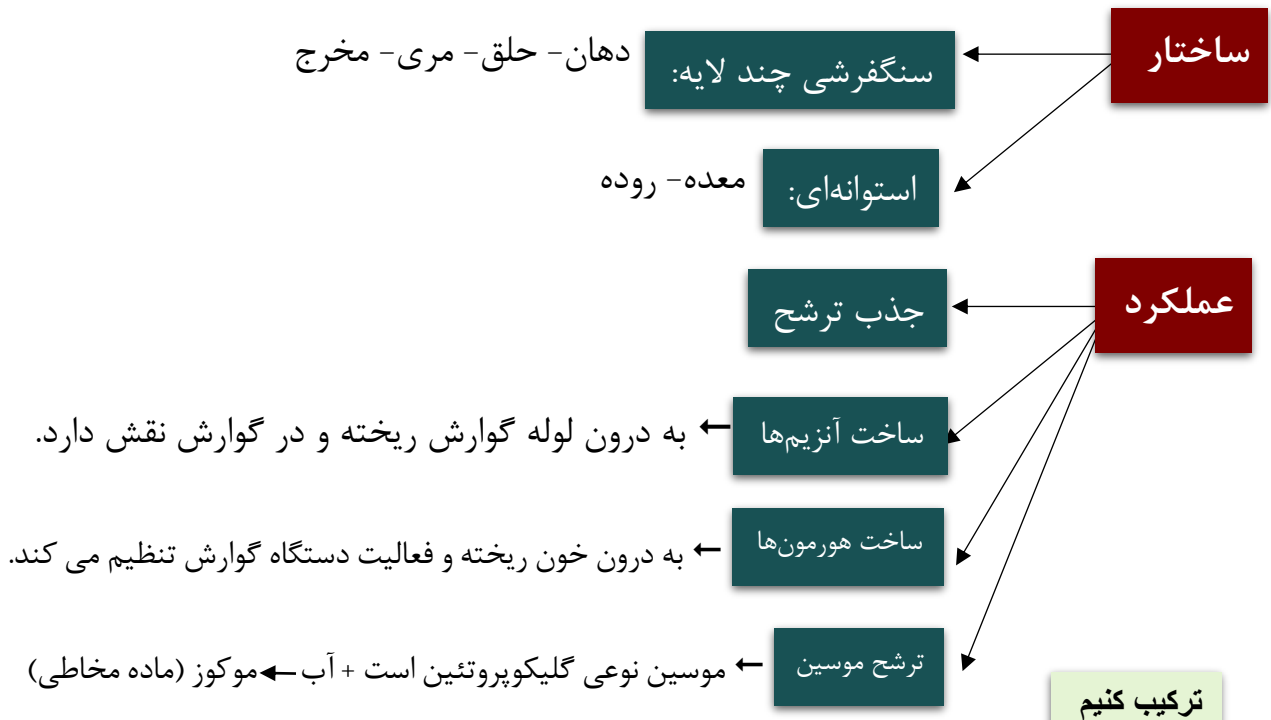 ساختار
سنگفرشی چند لایه: دهان- حلق- مری- مخرج
استوانه‌ای: معده- روده
عملکرد
جذب ترشح
ساخت آنزیم‌ها ← به درون لوله گوارش ریخته و در گوارش نقش دارد.
ساخت هورمون‌ها ← به درون خون ریخته و فعالیت دستگاه گوارش تنظیم می کند.
ترشح موسین ← موسین نوعی گلیکوپروتئین است + آب ← موکوز (ماده مخاطی)
ترکیب کنیم